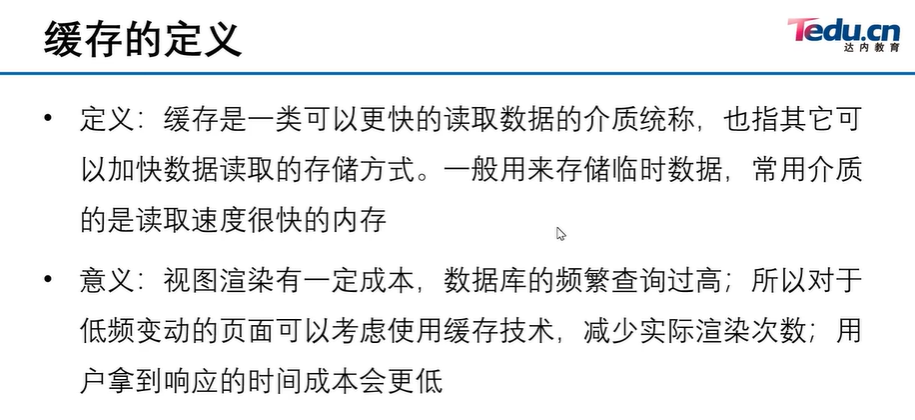 缓存的定义
Tedu.cn
达内教育
• 定义：缓存是一类可以更快的读取数据的介质统称，也指其它可
以加快数据读取的存储方式。一般用来存储临时数据，常用介质
的是读取速度很快的内存
• 意义：视图渲染有一定成本，数据库的频繁查询过高；所以对于
低频变动的页面可以考虑使用缓存技术，减少实际渲染次数；用
户拿到响应的时间成本会更低